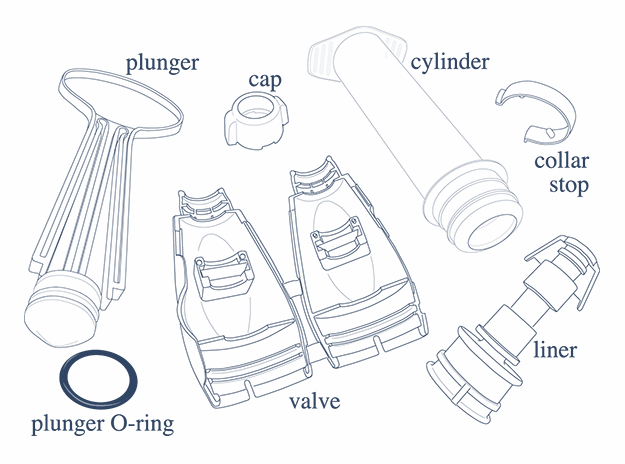 plunger
cap
cylinder
collar
stop
liner
valve
plunger O-ring